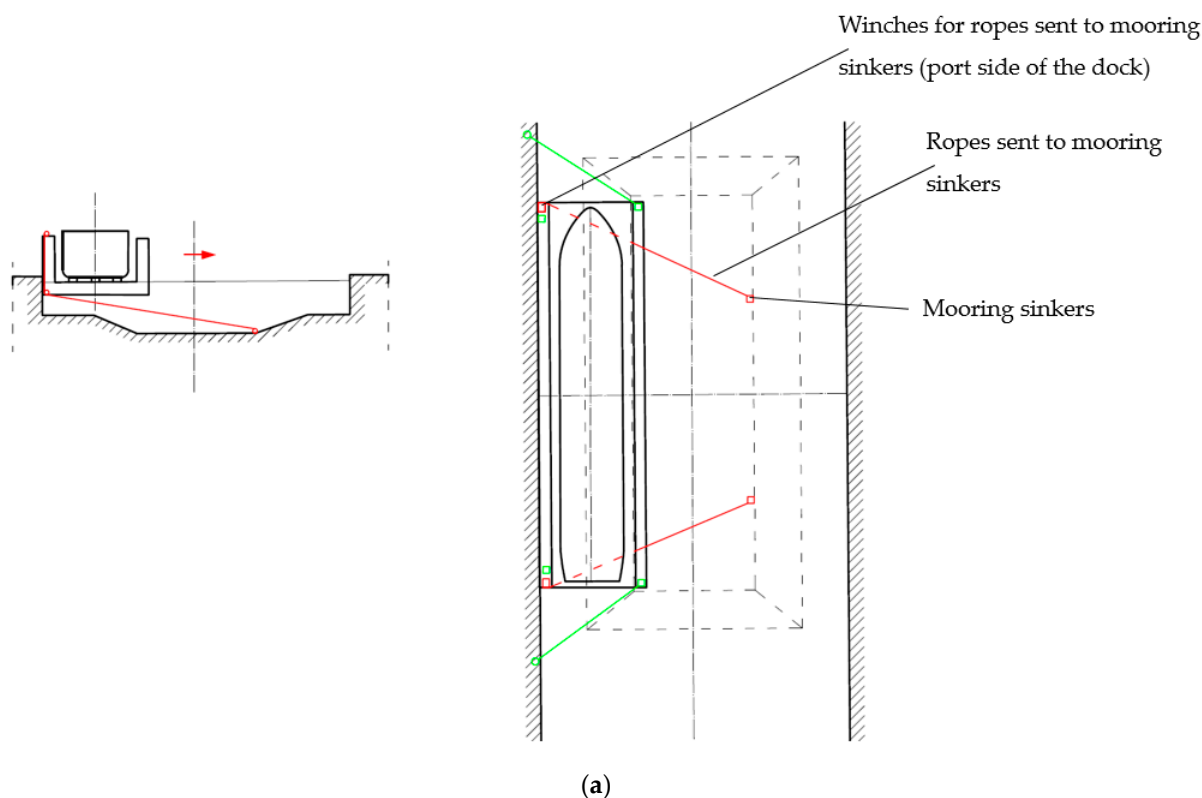 Winches for ropes sent to mooring
sinkers (port side of the dock)
Ropes sent to mooring
sinkers
Mooring sinkers
(a)